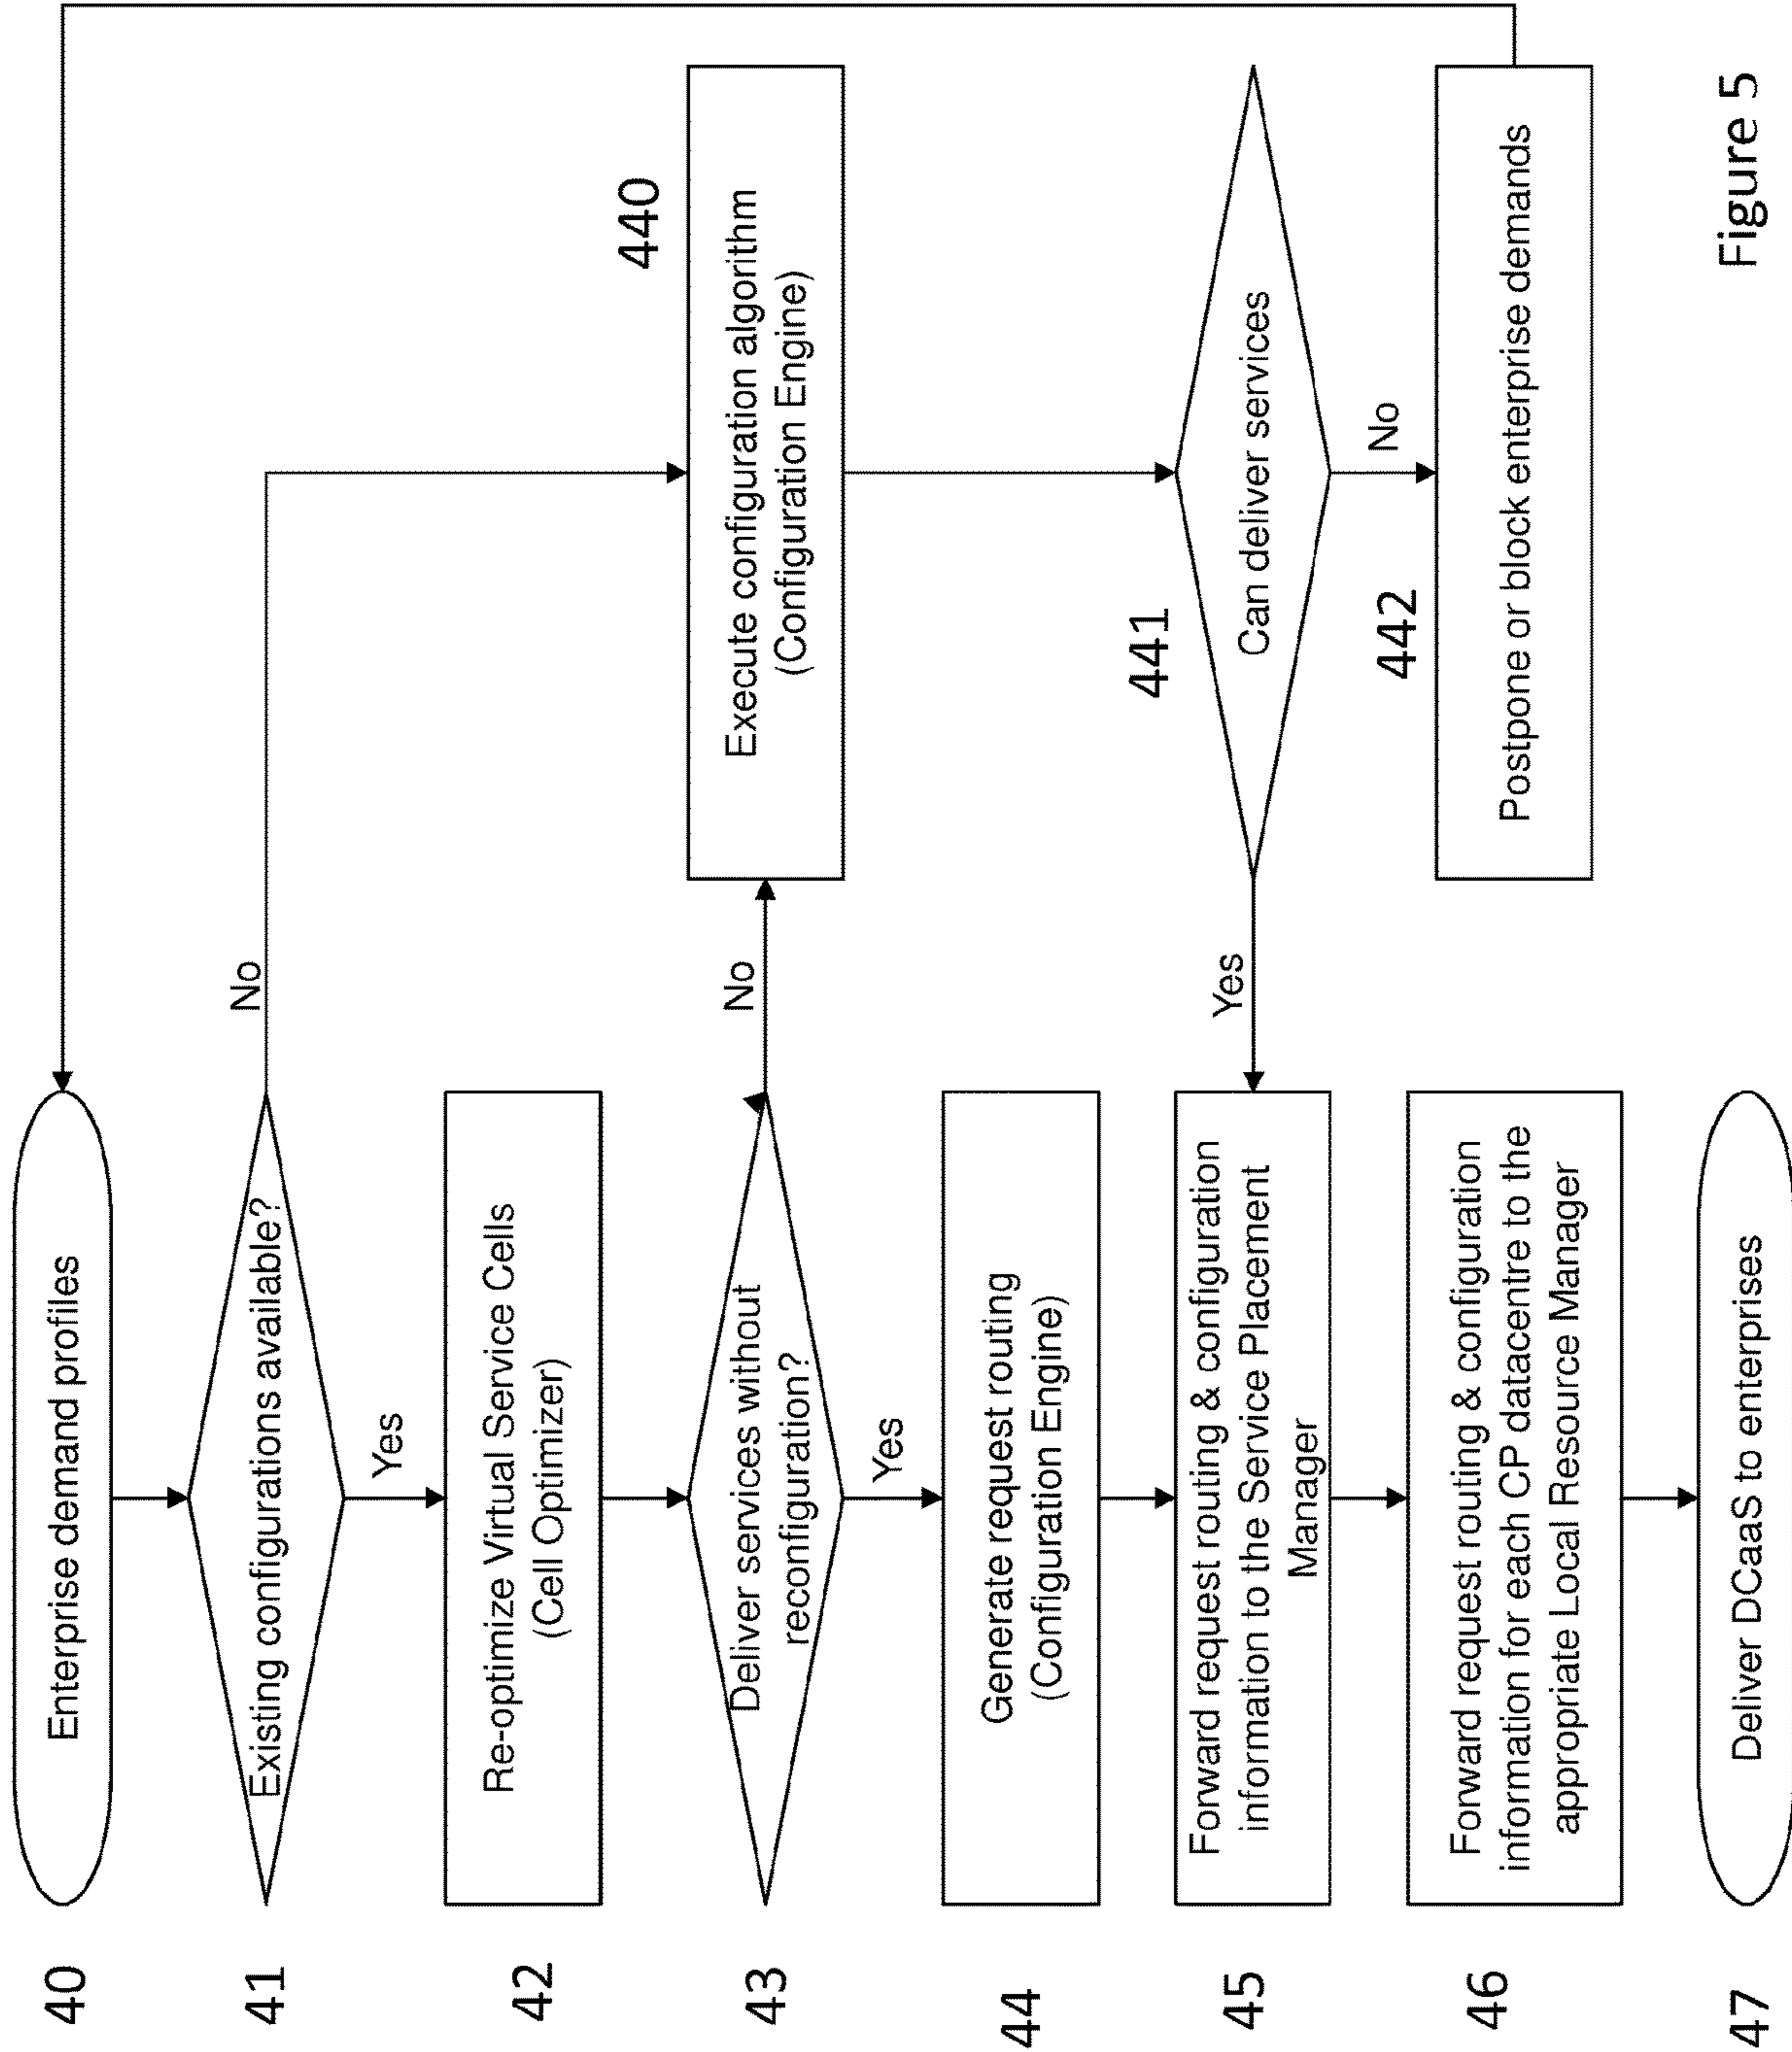 40
Enterprise demand profiles
41
Existing configurations available?
No
Yes
42
Re-optimize Virtual Service Cells
(Cell Optimizer)
43
Deliver services without
reconfiguration?
No
440
Execute configuration algorithm
(Configuration Engine)
Yes
44
Generate request routing
(Configuration Engine)
45
Forward request routing & configuration
information to the Service Placement
Manager
Yes
441
Can deliver services
No
442
Postpone or block enterprise demands
46
Forward request routing & configuration
information for each CP datacentre to the
appropriate Local Resource Manager
47
Deliver DCaaS to enterprises
Figure 5